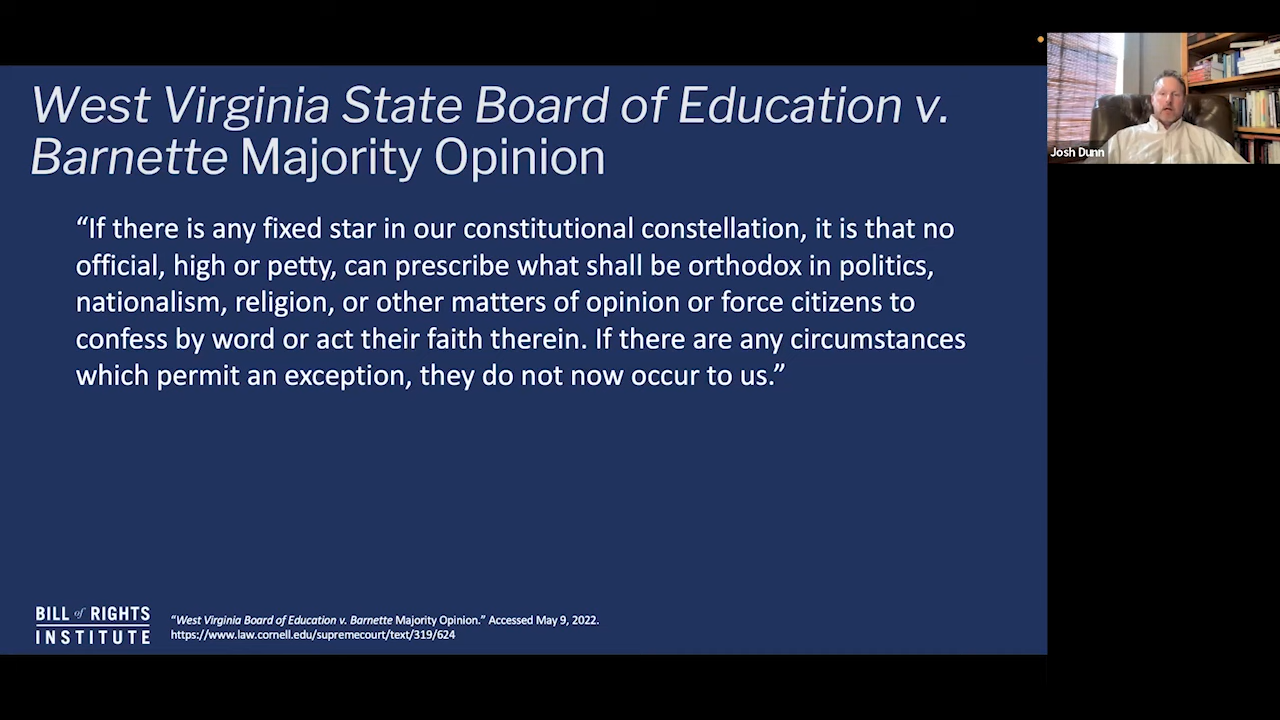 West Virginia State Board of Education v.
Barnette Majority Opinion
“If there is any fixed star in our constitutional constellation, it is that no
official, high or petty, can prescribe what shall be orthodox in politics,
nationalism, religion, or other matters of opinion or force citizens to
confess by word or act their faith therein. If there are any circumstances
which permit an exception, they do not now occur to us.”
BILL of RIGHTS
INSTITUTE
“West Virginia Board of Education v. Barnette Majority Opinion.” Accessed May 9, 2022.
https://www.law.cornell.edu/supremecourt/text/319/624
Josh Dunn